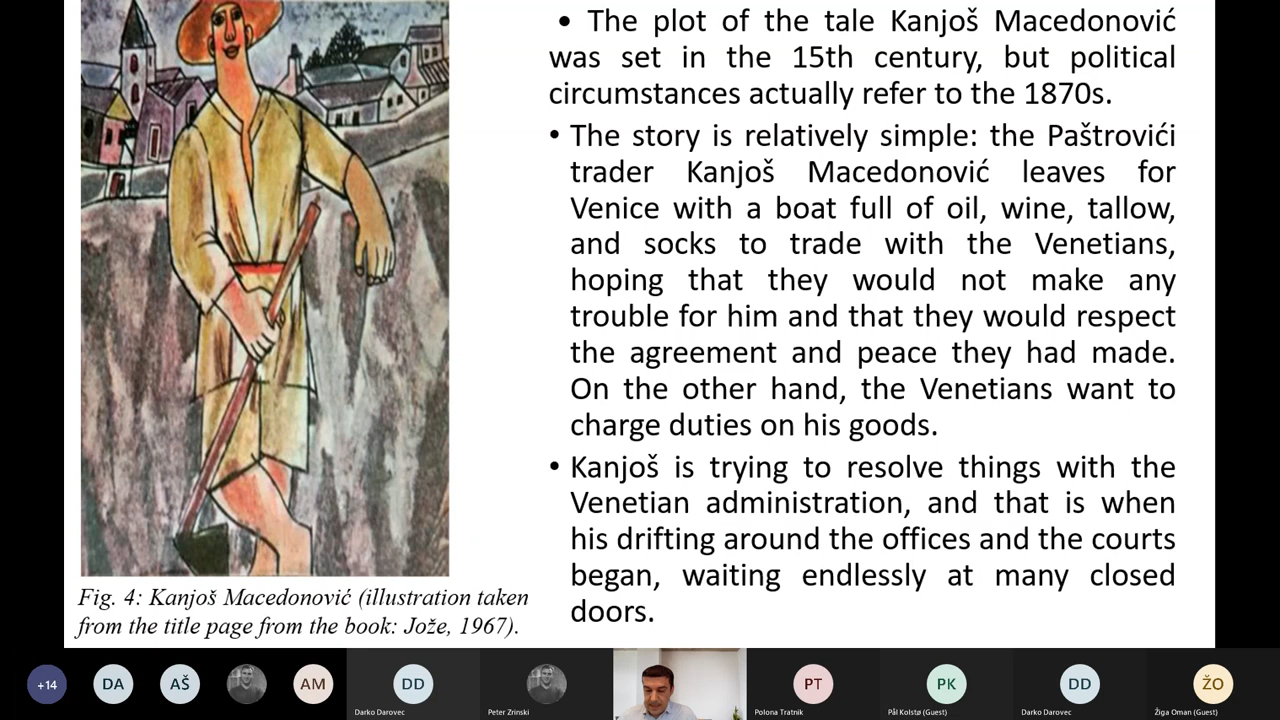 • The plot of the tale Kanjoš Macedonović
was set in the 15th century, but political
circumstances actually refer to the 1870s.
• The story is relatively simple: the Paštrovići
trader Kanjoš Macedonović leaves for
Venice with a boat full of oil, wine, tallow,
and socks to trade with the Venetians,
hoping that they would not make any
trouble for him and that they would respect
the agreement and peace they had made.
On the other hand, the Venetians want to
charge duties on his goods.
• Kanjoš is trying to resolve things with the
Venetian administration, and that is when
his drifting around the offices and the courts
began, waiting endlessly at many closed
doors.
Fig. 4: Kanjoš Macedonović (illustration taken
from the title page from the book: Jože, 1967).
+14
DA
AŠ
AM
DD
Darko Darovec
Peter Zrinski
PT
Polona Tratnik
PK
Pål Kolstø (Guest)
DD
Darko Darovec
ŽO
Žiga Oman (Guest)